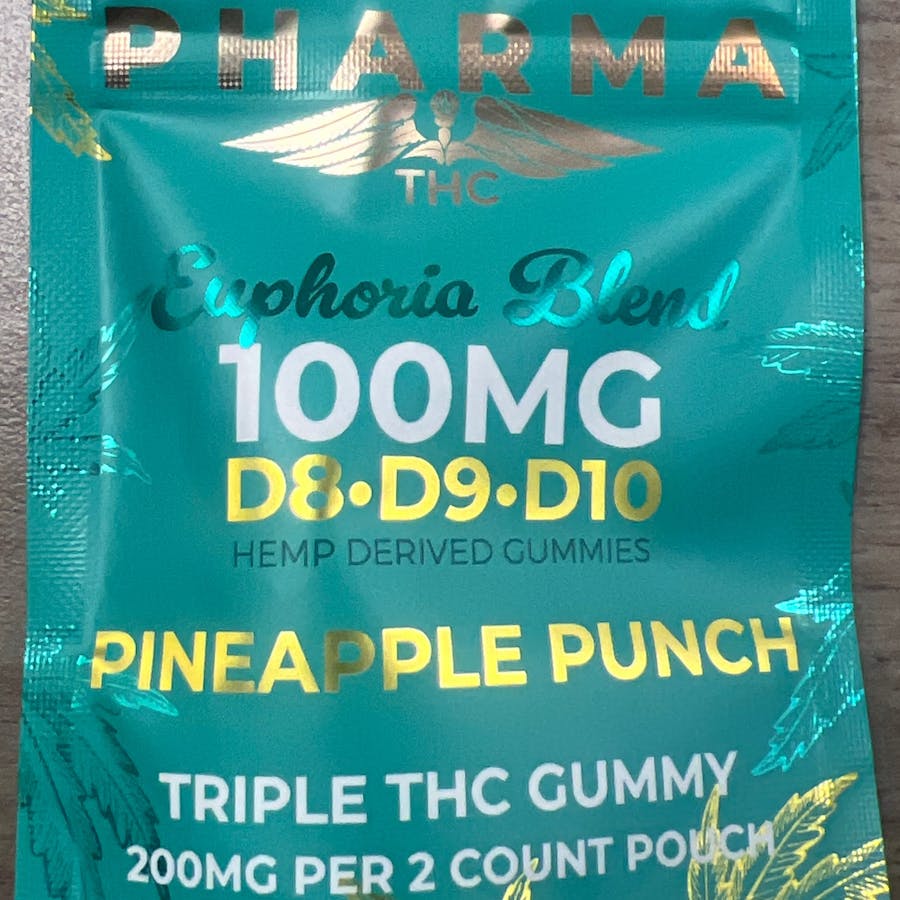 PHARMA
THC
Euphoria Blend
100MG
D8•D9•D10
HEMP DERIVED GUMMIES
PINEAPPLE PUNCH
TRIPLE THC GUMMY
200MG PER 2 COUNT POUCH